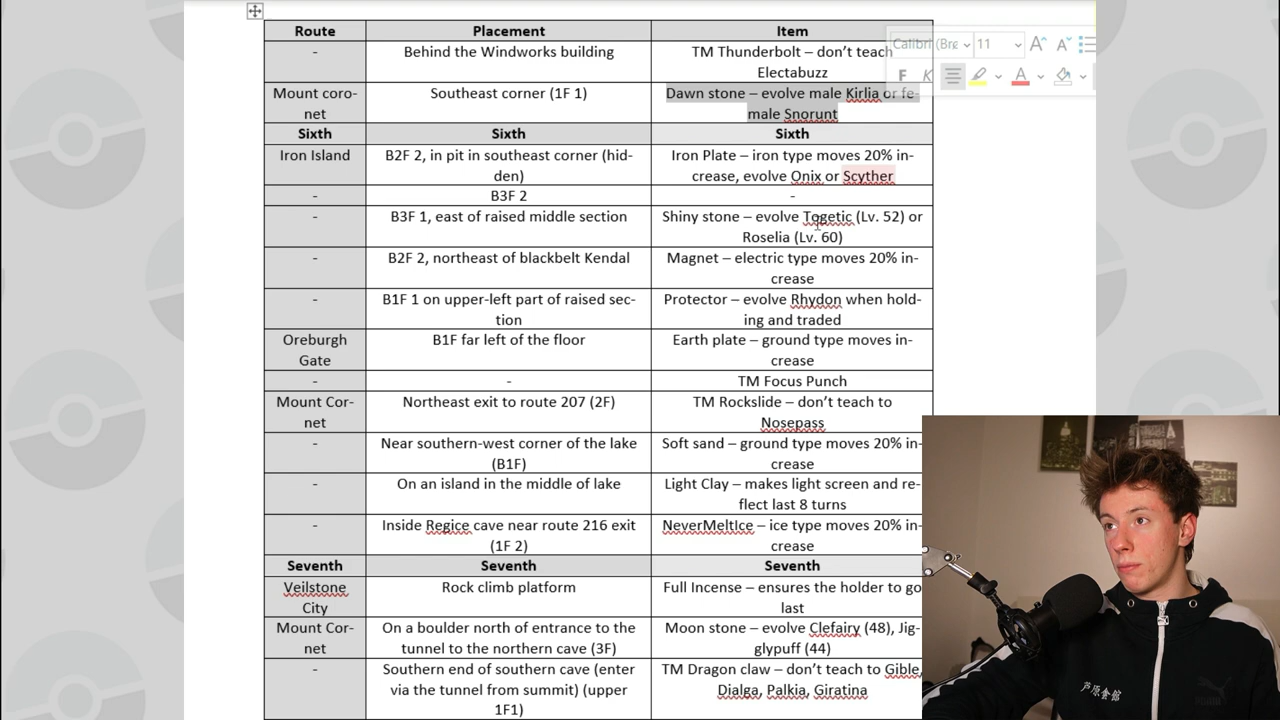 Route Placement Item
- Behind the Windworks building TM Thunderbolt – don't teach
Electabuzz
Mount coro-
net
Southeast corner (1F 1)
Dawn stone – evolve male Kirlia or fe-
male Snorunt
Calibri (Bre 11
F K A
Sixth Sixth Sixth
Iron Island
B2F 2, in pit in southeast corner (hid-
den)
Iron Plate – iron type moves 20% in-
crease, evolve Onix or Scyther
- B3F 2 -
- B3F 1, east of raised middle section
Shiny stone – evolve Togetic (Lv. 52) or
Roselia (Lv. 60)
- B2F 2, northeast of blackbelt Kendal
Magnet – electric type moves 20% in-
crease
-
B1F 1 on upper-left part of raised sec-
tion
Protector – evolve Rhydon when hold-
ing and traded
Oreburgh
Gate
B1F far left of the floor
Earth plate – ground type moves in-
crease
- - TM Focus Punch
Mount Cor-
net
Northeast exit to route 207 (2F)
TM Rockslide – don't teach to
Nosepass
-
Near southern-west corner of the lake
(B1F)
Soft sand – ground type moves 20% in-
crease
- On an island in the middle of lake
Light Clay – makes light screen and re-
flect last 8 turns
-
Inside Regice cave near route 216 exit
(1F 2)
NeverMeltIce – ice type moves 20% in-
crease
Seventh Seventh Seventh
Veilstone
City
Rock climb platform
Full Incense – ensures the holder to go
last
Mount Cor-
net
On a boulder north of entrance to the
tunnel to the northern cave (3F)
Moon stone – evolve Clefairy (48), Jig-
glypuff (44)
-
Southern end of southern cave (enter
via the tunnel from summit) (upper
1F1)
TM Dragon claw – don't teach to Gible,
Dialga, Palkia, Giratina
芦原会館